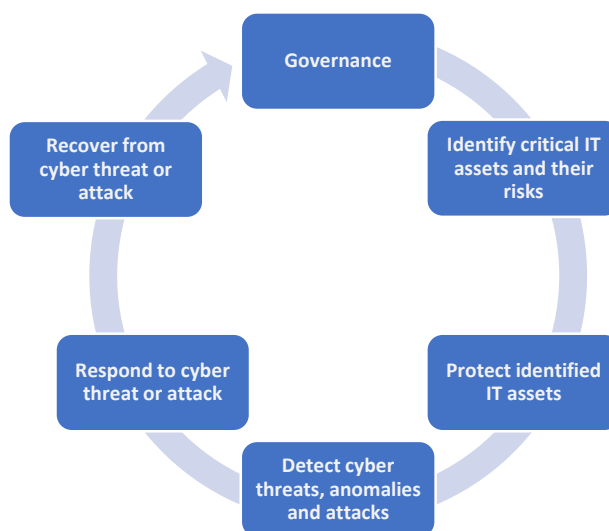 Governance
Identify critical IT
assets and their
risks
Protect identified
IT assets
Detect cyber
threats, anomalies
and attacks
Respond to cyber
threat or attack
Recover from
cyber threat or
attack